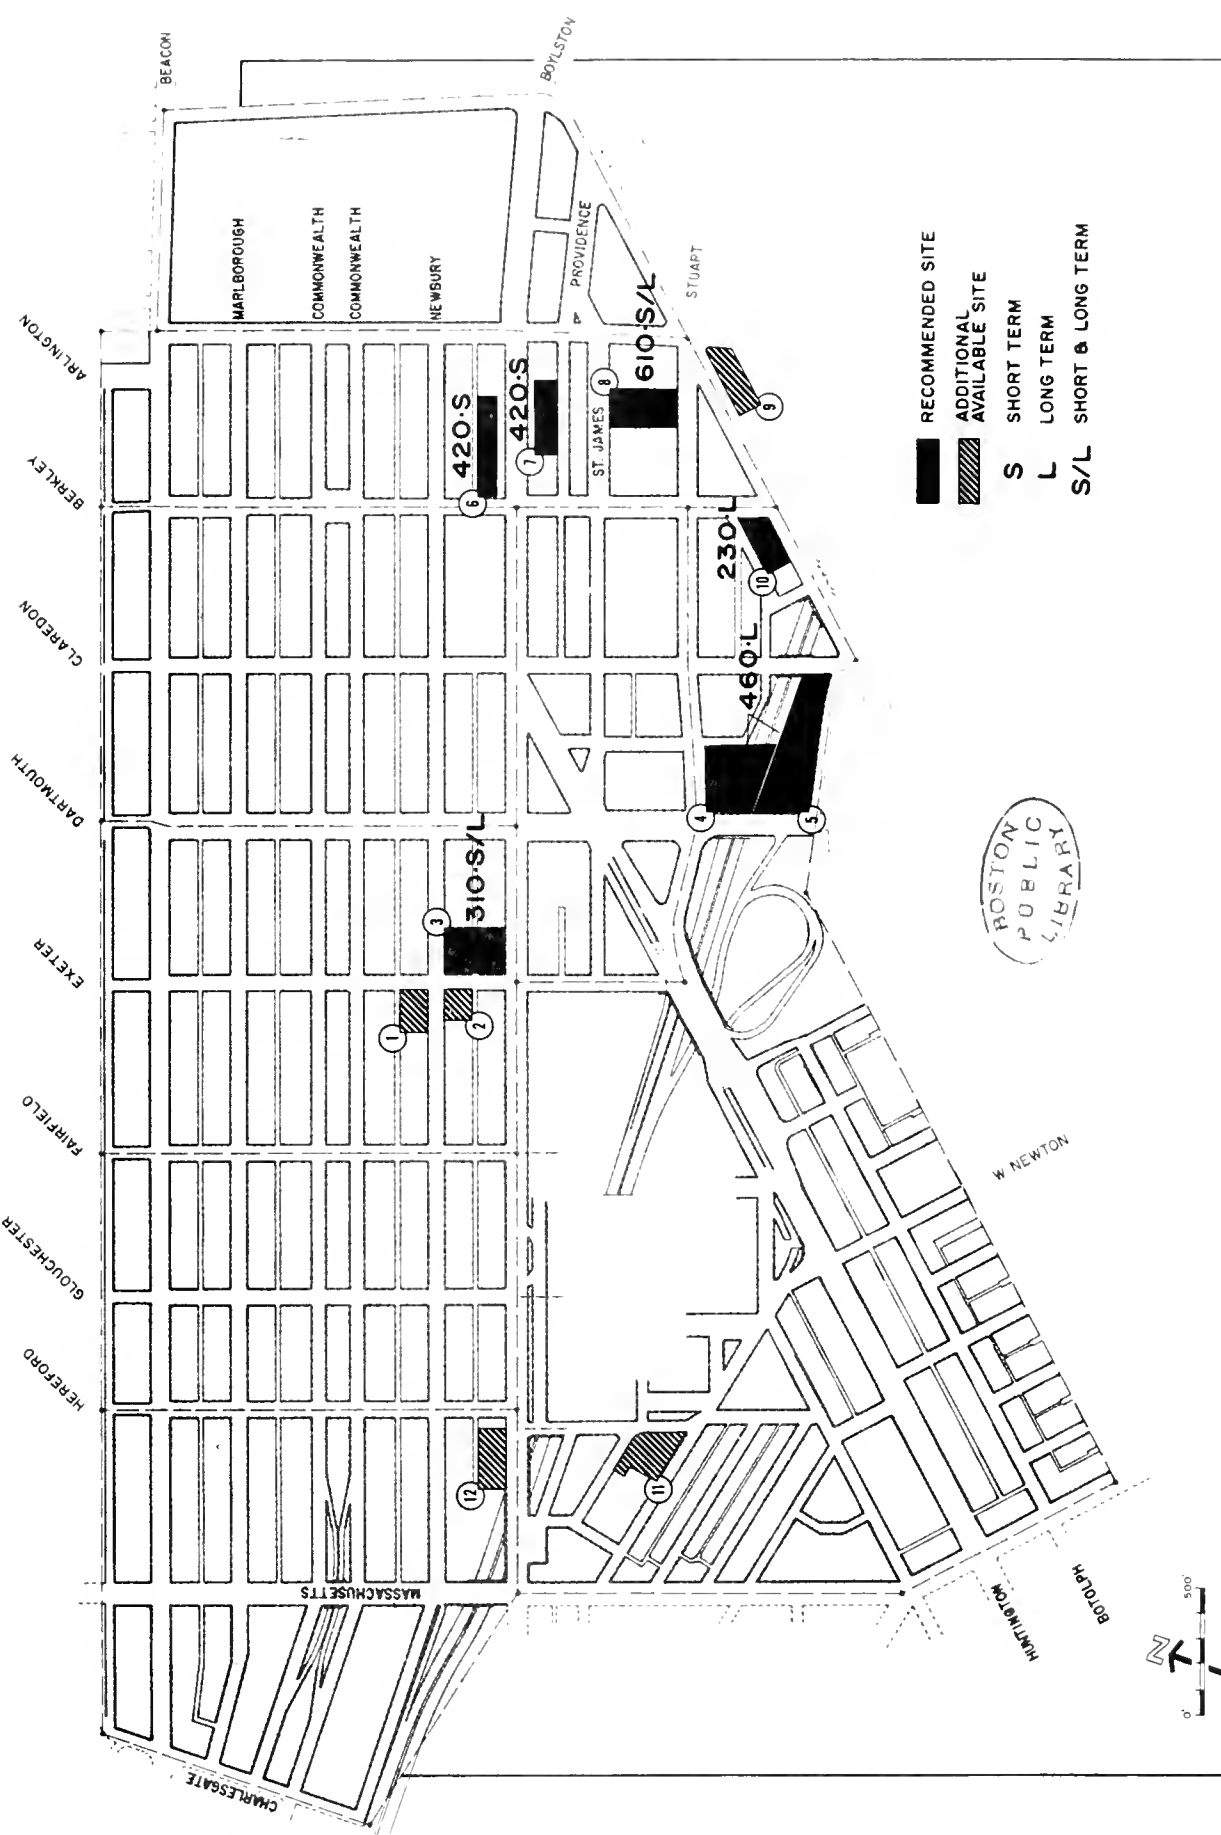 BEACON
BOYLSTON
MARLBOROUGH
COMMONWEALTH
COMMONWEALTH
NEWBURY
PROVIDENCE
STUART
ARLINGTON
BERKLEY
CLAREDON
DARTMOUTH
EXETER
FAIRFIELD
GLOUCHESTER
HEREFORD
MASSACHUSETTS
CHARLESGATE
ST. JAMES
420·S
6
420·S
7
610·S/L
8
9
230·L
10
460·L
4
5
310·S/L
3
1
2
12
11
W NEWTON
HUNTINGTON
BOTOLPH
RECOMMENDED SITE
ADDITIONAL
AVAILABLE SITE
S SHORT TERM
L LONG TERM
S/L SHORT & LONG TERM
BOSTON
PUBLIC
LIBRARY
N
0' 500'